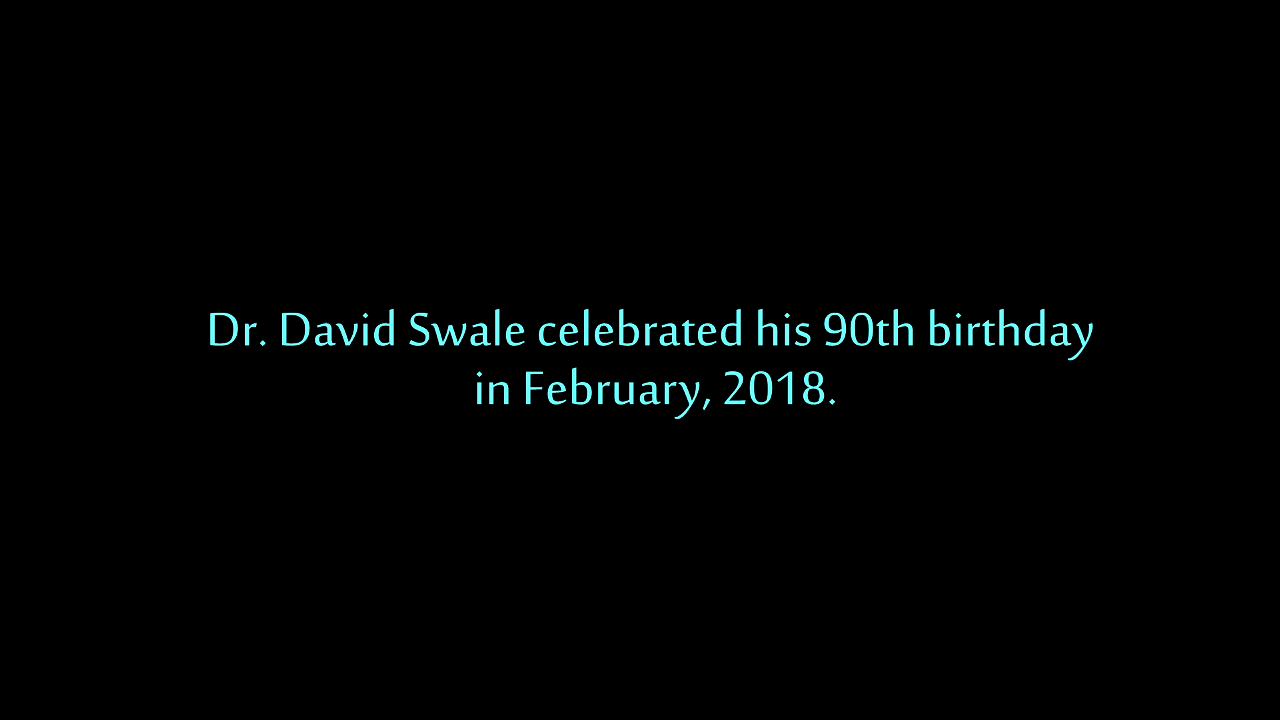 Dr. David Swale celebrated his 90th birthday
in February, 2018.